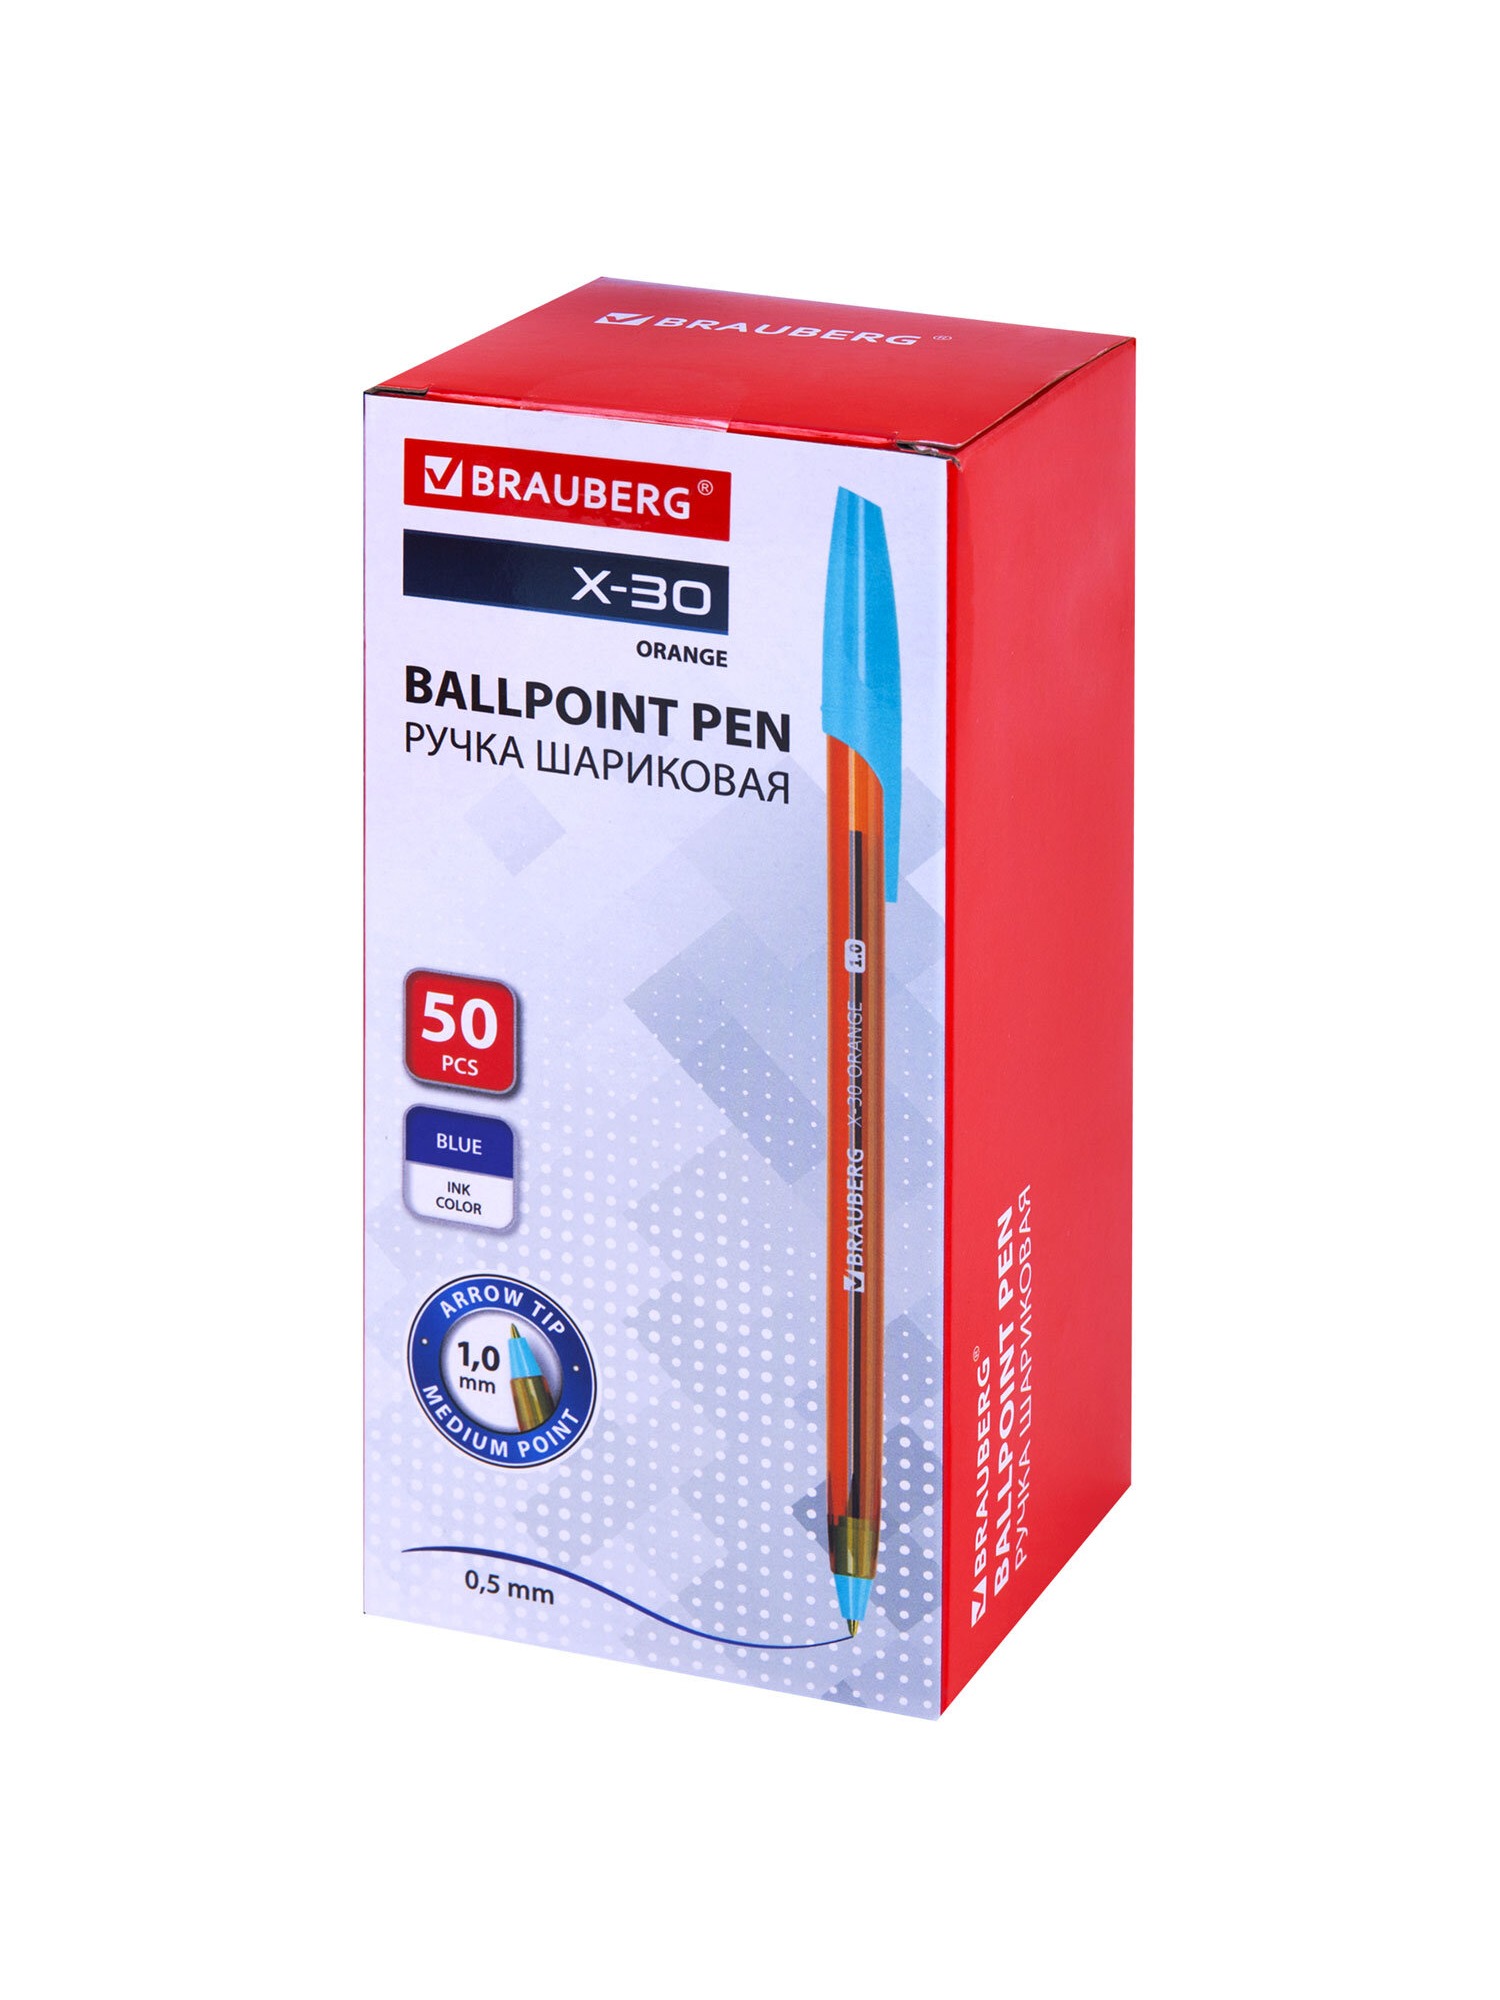 BRAUBERG ®
BRAUBERG®
X-30
ORANGE
BALLPOINT PEN
РУЧКА ШАРИКОВАЯ
50
PCS
BLUE
INK
COLOR
ARROW TIP
1,0
mm
MEDIUM POINT
0,5 mm
BRAUBERG X-30 ORANGE 1.0
BRAUBERG®
BALLPOINT PEN
РУЧКА ШАРИКОВАЯ